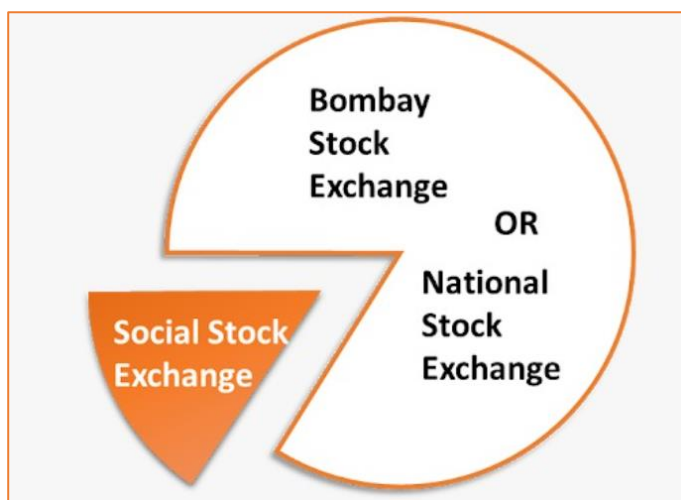 Bombay
Stock
Exchange
OR
National
Stock
Exchange
Social Stock
Exchange